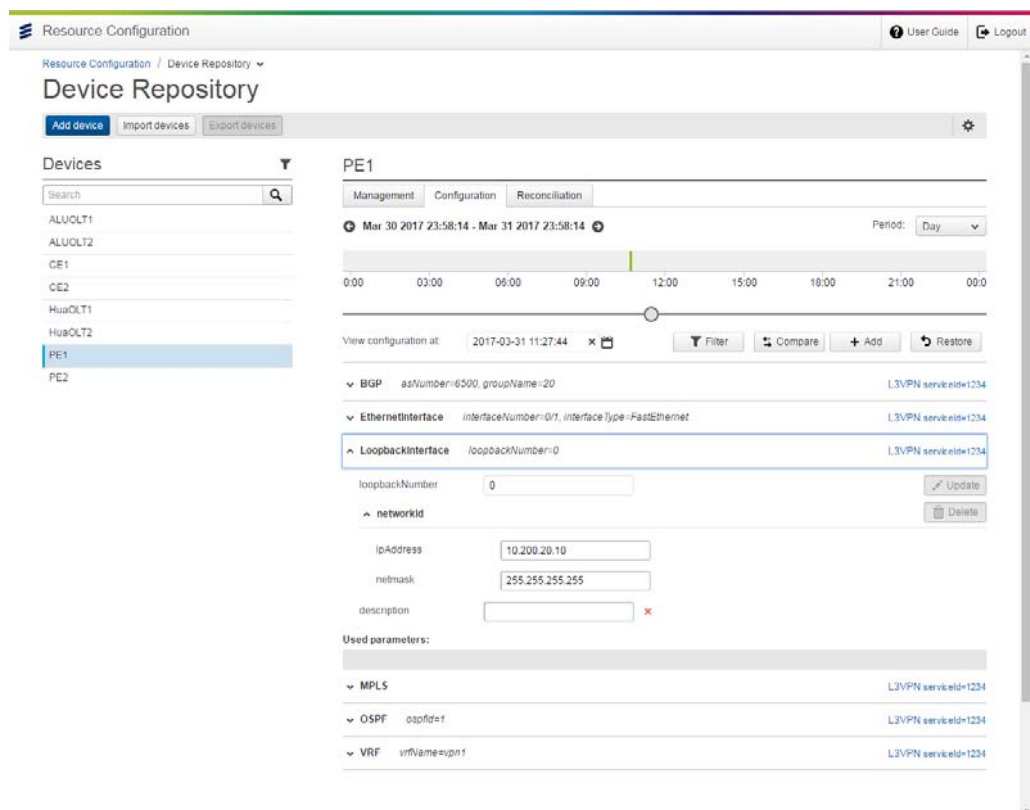 Resource Configuration
User Guide
Logout
Resource Configuration / Device Repository
Device Repository
Add device
Import devices
Export devices
Devices
Search
ALUOLT1
ALUOLT2
CE1
CE2
HuaOLT1
HuaOLT2
PE1
PE2
PE1
Management
Configuration
Reconciliation
Mar 30 2017 23:58:14 - Mar 31 2017 23:58:14
Period:
Day
0:00 03:00 06:00 09:00 12:00 15:00 18:00 21:00 00:0
View configuration at:
2017-03-31 11:27:44
Filter
Compare
Add
Restore
BGP asNumber=6500, groupName=20 L3VPN serviceId=1234
EthernetInterface interfaceNumber=0/1, interfaceType=FastEthernet L3VPN serviceId=1234
LoopbackInterface loopbackNumber=0 L3VPN serviceId=1234
loopbackNumber 0 Update
networkId Delete
ipAddress 10.200.20.10
netmask 255.255.255.255
description
Used parameters:
MPLS L3VPN serviceId=1234
OSPF ospfId=1 L3VPN serviceId=1234
VRF vrfName=vpn1 L3VPN serviceId=1234